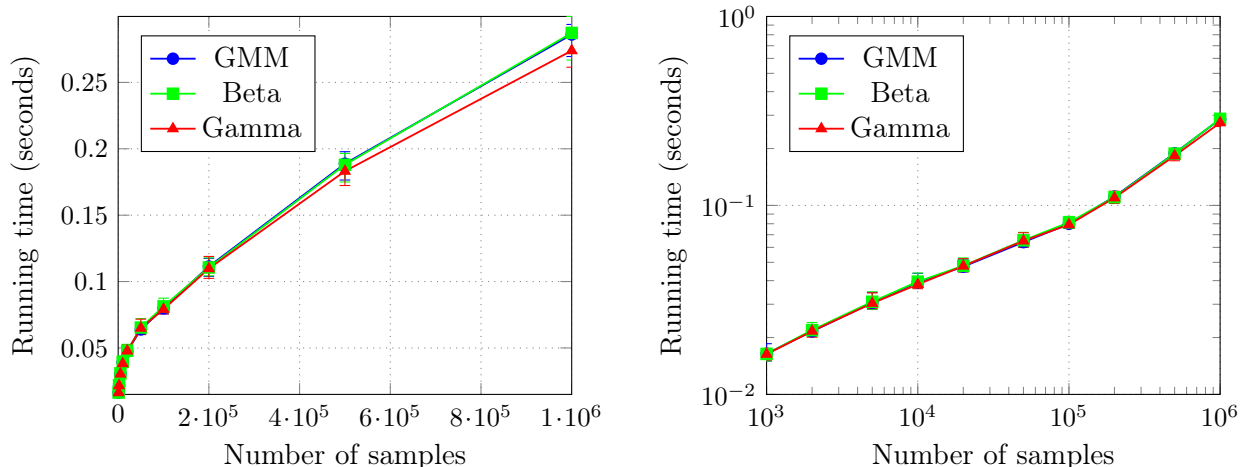 Running time (seconds)
0.25
0.2
0.15
0.1
0.05
GMM
Beta
Gamma
0
2·10^5
4·10^5
6·10^5
8·10^5
1·10^6
Number of samples
Running time (seconds)
10^0
10^−1
10^−2
GMM
Beta
Gamma
10^3
10^4
10^5
10^6
Number of samples